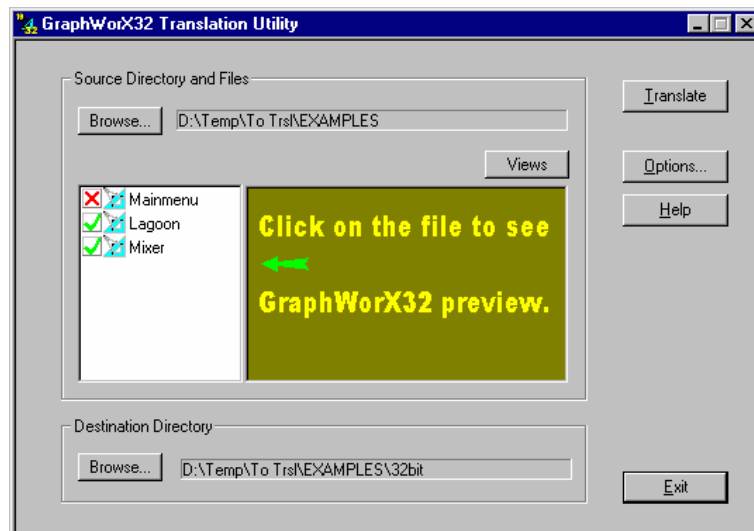 GraphWorX32 Translation Utility
Source Directory and Files
Browse... D:\Temp\To Trsl\EXAMPLES
Translate
Views
Options...
Help
Mainmenu
Lagoon
Mixer
Click on the file to see
GraphWorX32 preview.
Destination Directory
Browse... D:\Temp\To Trsl\EXAMPLES\32bit
Exit